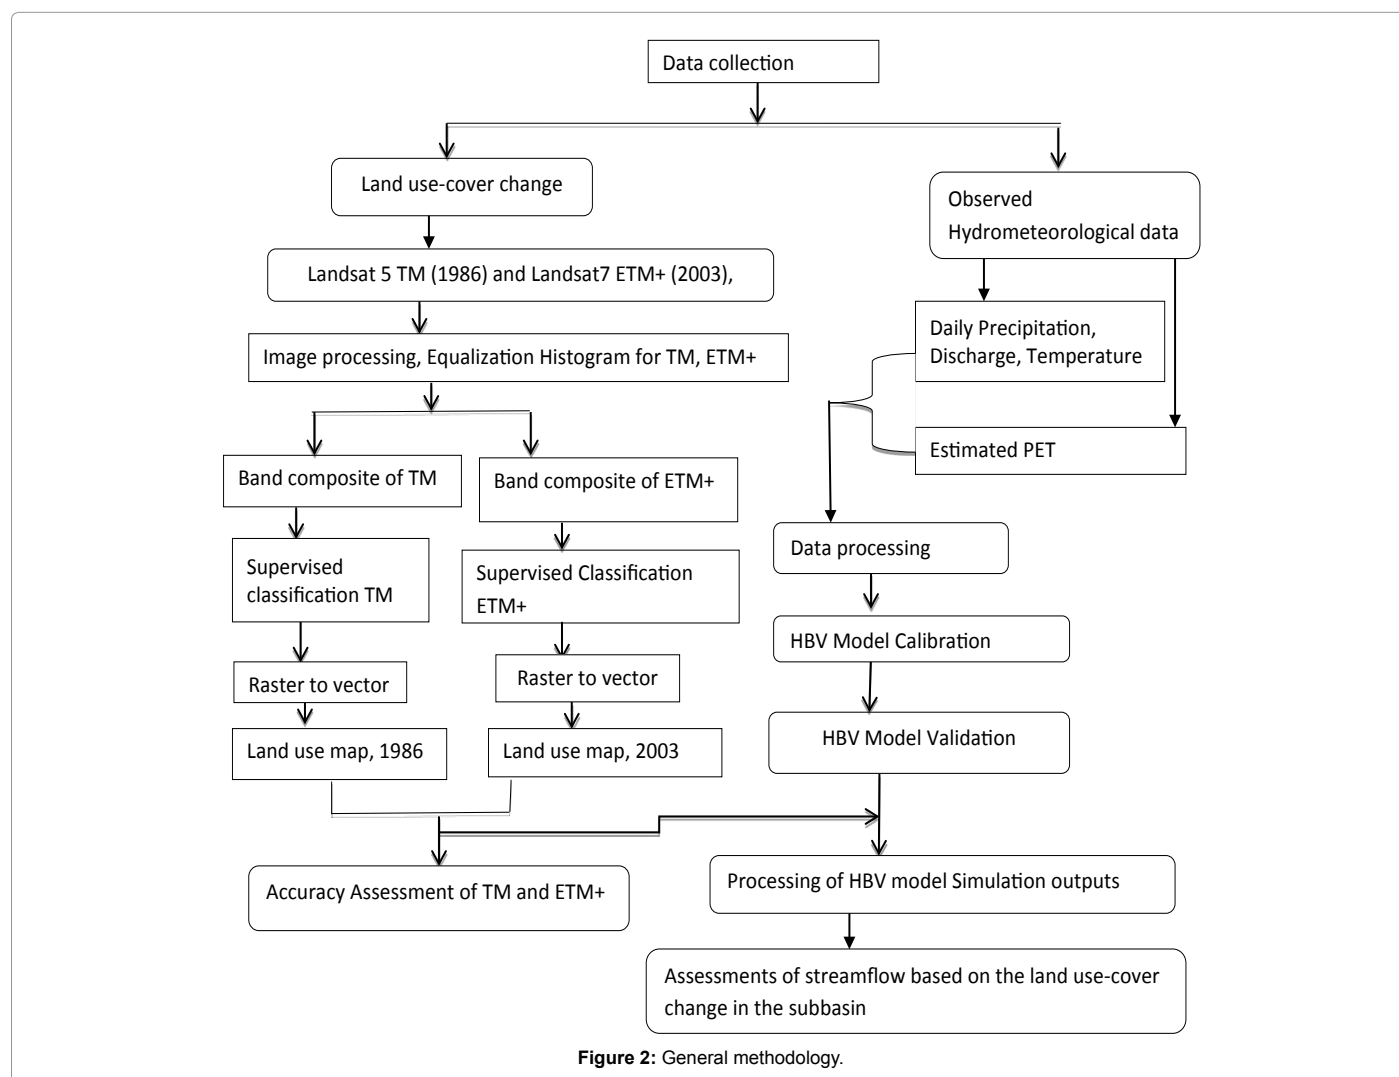 Data collection
Land use-cover change
Observed
Hydrometeorological data
Landsat 5 TM (1986) and Landsat7 ETM+ (2003),
Daily Precipitation,
Discharge, Temperature
Image processing, Equalization Histogram for TM, ETM+
Estimated PET
Band composite of TM
Band composite of ETM+
Data processing
Supervised
classification TM
Supervised Classification
ETM+
HBV Model Calibration
Raster to vector
Raster to vector
HBV Model Validation
Land use map, 1986
Land use map, 2003
Accuracy Assessment of TM and ETM+
Processing of HBV model Simulation outputs
Assessments of streamflow based on the land use-cover
change in the subbasin
Figure 2: General methodology.